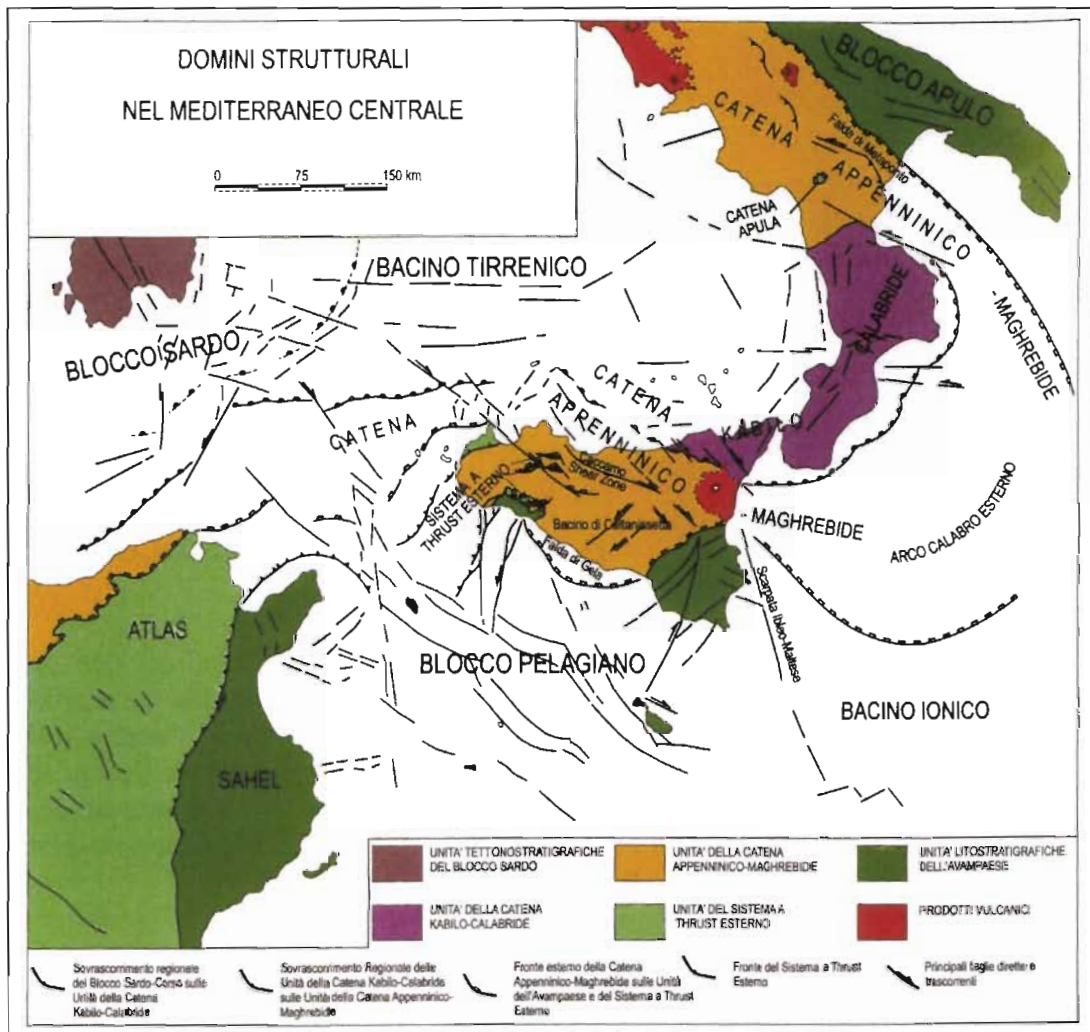 DOMINI STRUTTURALI
NEL MEDITERRANEO CENTRALE
0 75 150 km
BLOCCO APULO
CATENA
APPENNINICO
- MAGHREBIDE
Falda di Metaponto
CATENA
APULA
BACINO TIRRENICO
BLOCCO SARDO
CALABRIDE
KABILO
CATENA
CATENA
APPENNINICO
SISTEMA A
THRUST ESTERNO
Shear Zone
Bacino di Caltanissetta
Falda di Gela
- MAGHREBIDE
ARCO CALABRO ESTERNO
Scarpata Ibleo-Maltese
ATLAS
SAHEL
BLOCCO PELAGIANO
BACINO IONICO
UNITA' TETTONOSTRATIGRAFICHE
DEL BLOCCO SARDO
UNITA' DELLA CATENA
APPENNINICO-MAGHREBIDE
UNITA' LITOSTRATIGRAFICHE
DELL'AVAMPAESE
UNITA' DELLA CATENA
KABILO-CALABRIDE
UNITA' DEL SISTEMA A
THRUST ESTERNO
PRODOTTI VULCANICI
Sovrascorrimento regionale
del Blocco Sardo-Corso sulle
Unità della Catena
Kabilo-Calabride
Sovrascorrimento Regionale delle
Unità della Catena Kabilo-Calabride
sulle Unità della Catena Appenninico-
Maghrebide
Fronte esterno della Catena
Appenninico-Maghrebide sulle Unità
dell'Avampaese e del Sistema a Thrust
Esterno
Fronte del Sistema a Thrust
Esterno
Principali faglie dirette e
trascorrenti